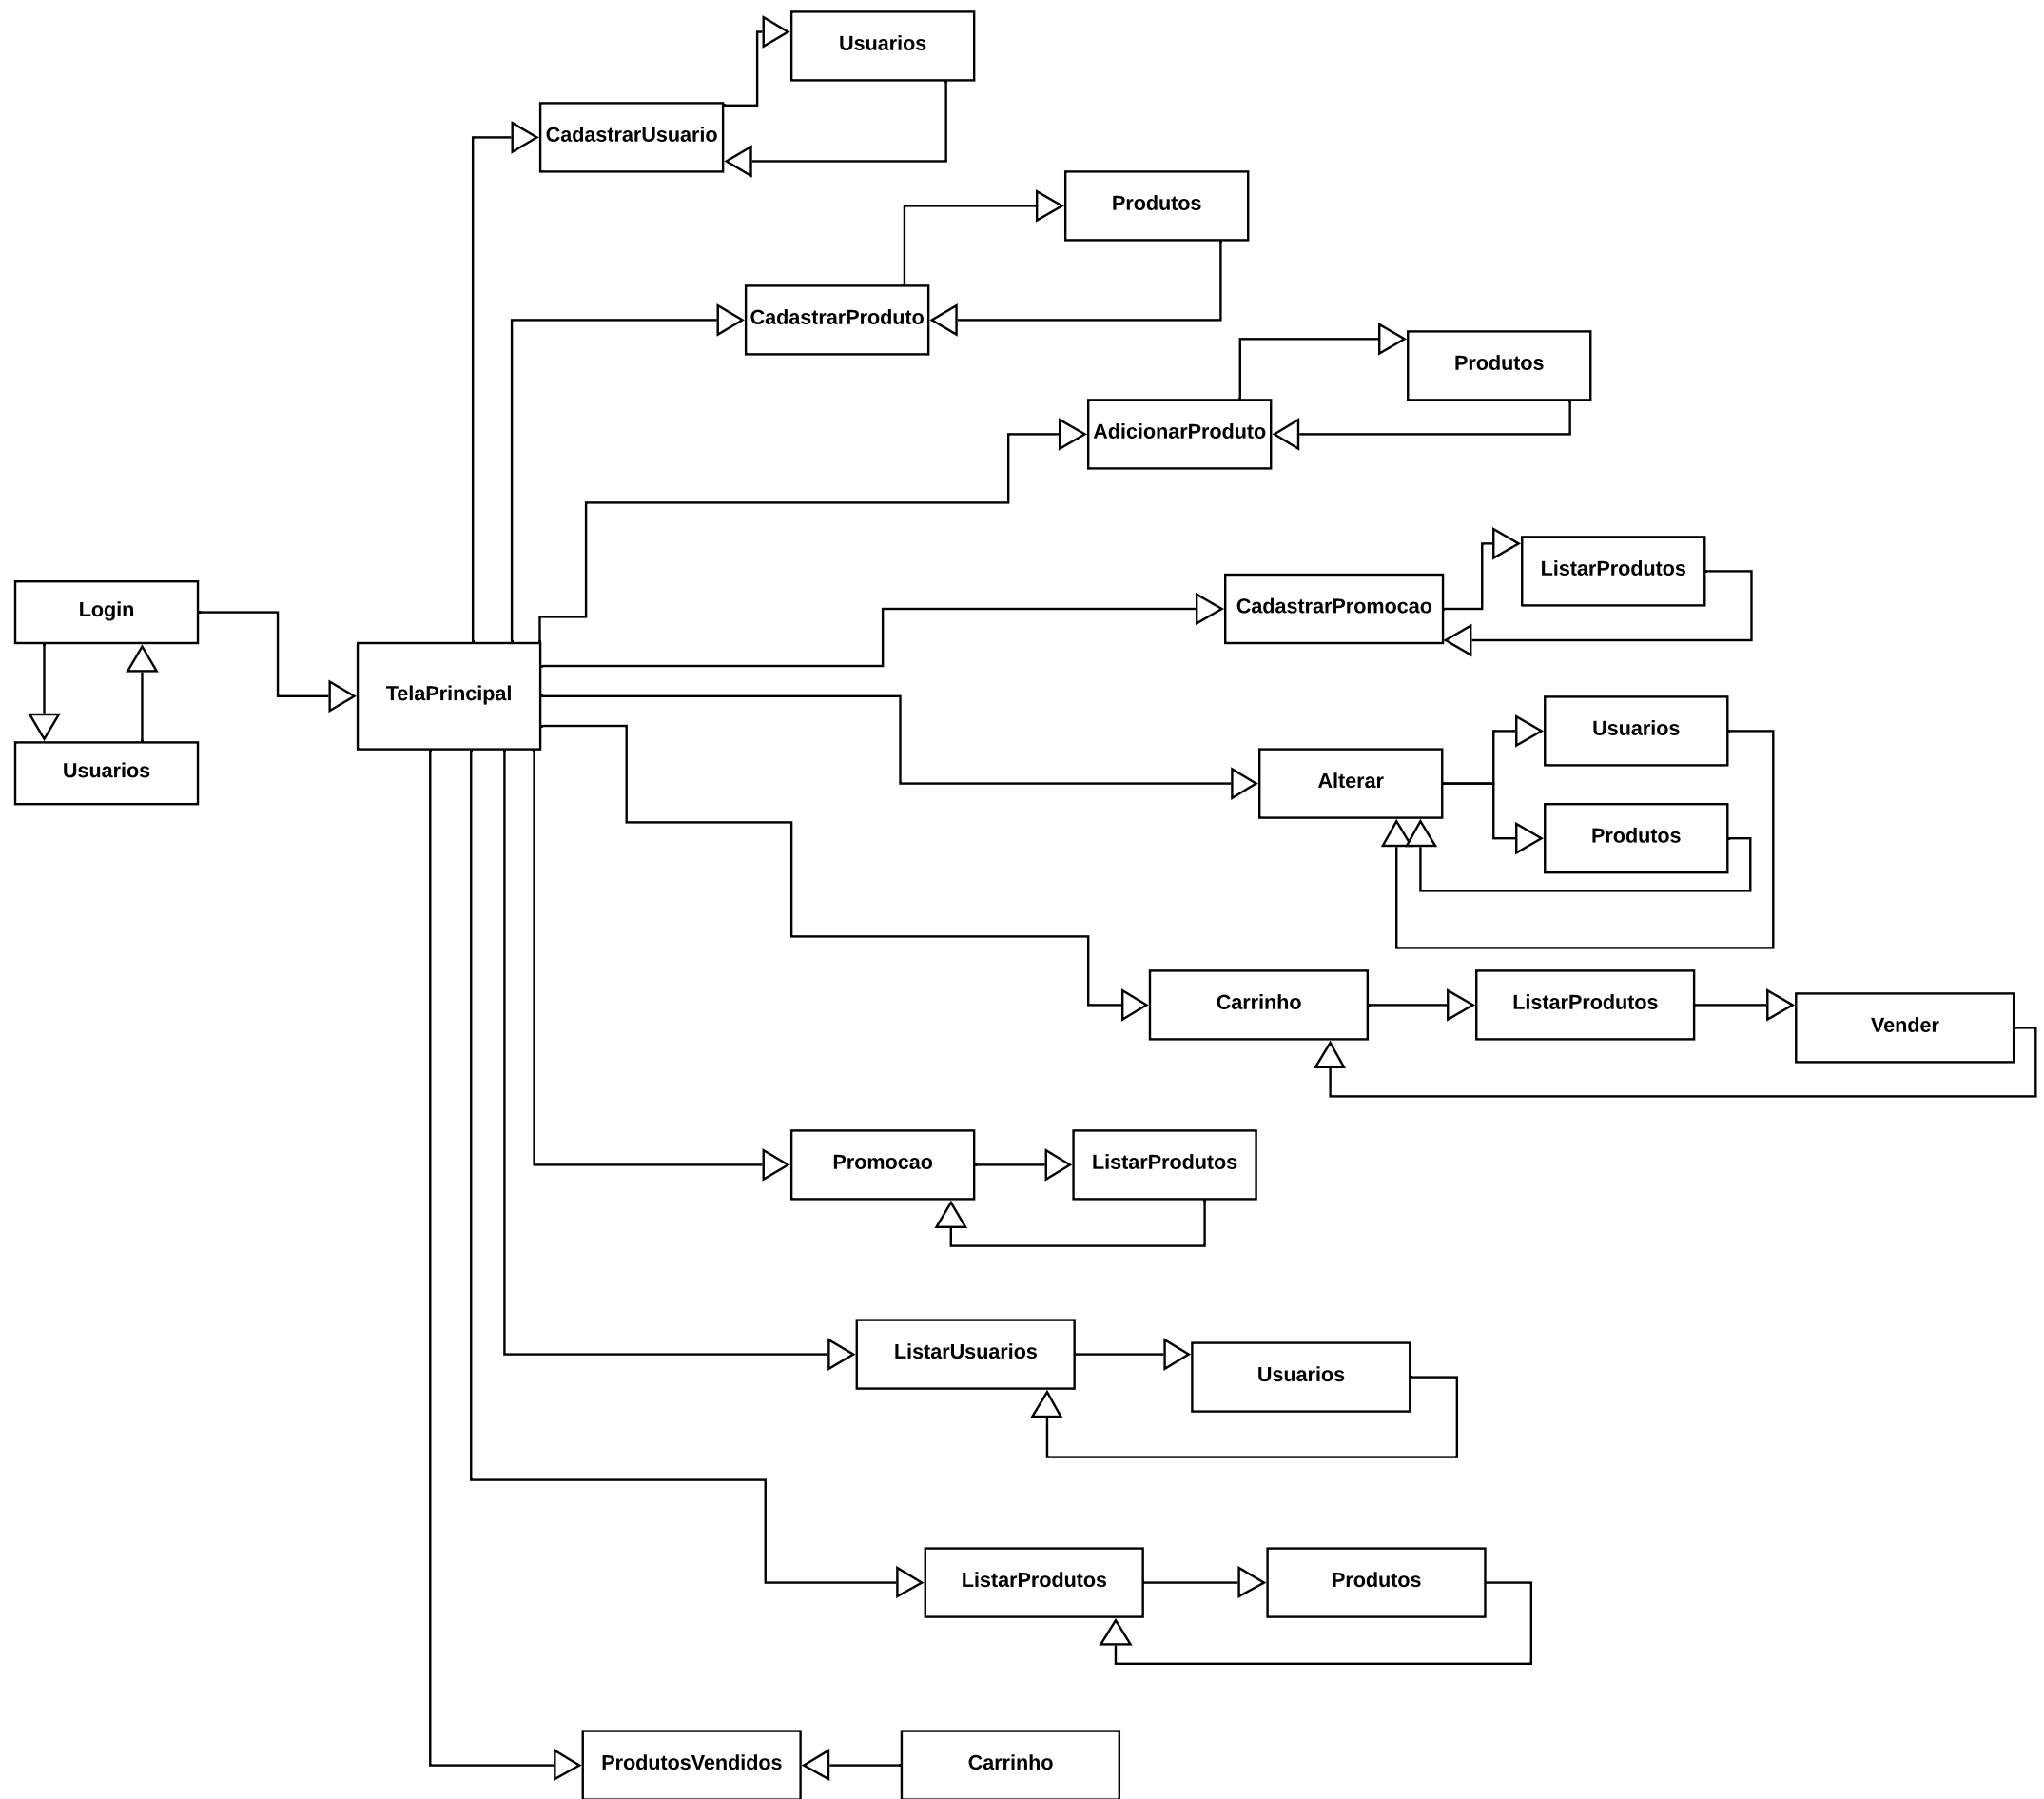 Usuarios
CadastrarUsuario
Produtos
CadastrarProduto
Produtos
AdicionarProduto
ListarProdutos
CadastrarPromocao
Login
TelaPrincipal
Usuarios
Usuarios
Alterar
Produtos
Carrinho
ListarProdutos
Vender
Promocao
ListarProdutos
ListarUsuarios
Usuarios
ListarProdutos
Produtos
ProdutosVendidos
Carrinho